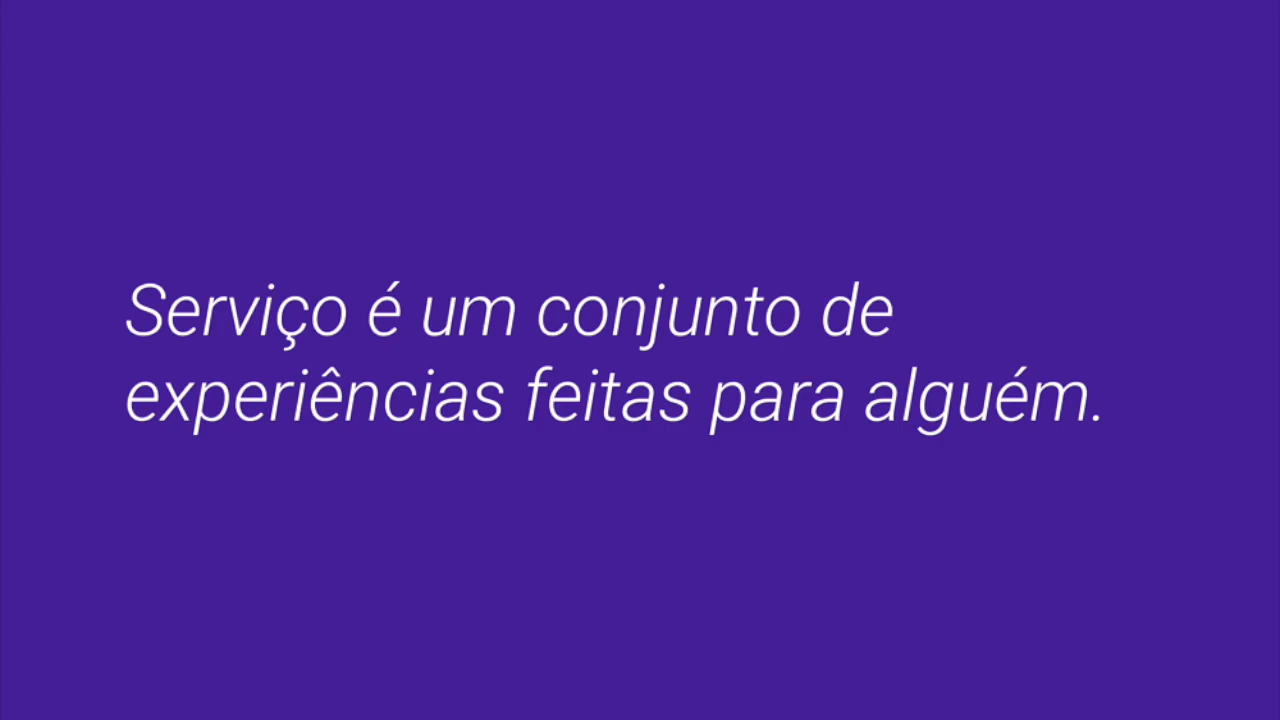 Serviço é um conjunto de
experiências feitas para alguém.